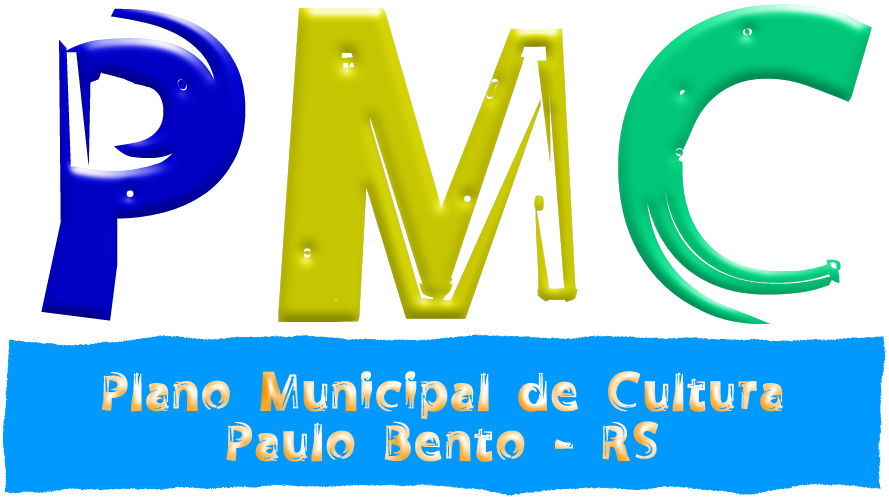 PMC
Plano Municipal de Cultura
Paulo Bento - RS